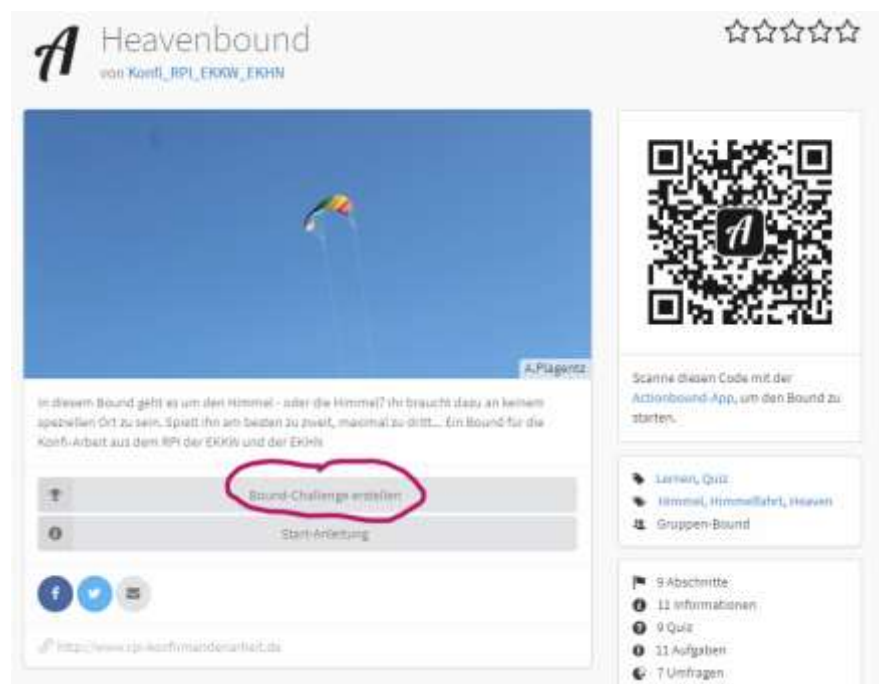 Heavenbound
von Konfi_RPI_EKKW_EKHN
A.Plagentz
In diesem Bound geht es um den Himmel - oder die Himmel? Ihr braucht dazu an keinem
speziellen Ort zu sein. Spielt ihn am besten zu zweit, maximal zu dritt... Ein Bound für die
Konfi-Arbeit aus dem RPI der EKKW und der EKHN
Bound-Challenge erstellen
Start-Anleitung
http://www.rpi-konfirmandenarbeit.de
Scanne diesen Code mit der
Actionbound-App, um den Bound zu
starten.
Lernen, Quiz
Himmel, Himmelfahrt, Heaven
Gruppen-Bound
9 Abschnitte
11 Informationen
9 Quiz
11 Aufgaben
7 Umfragen